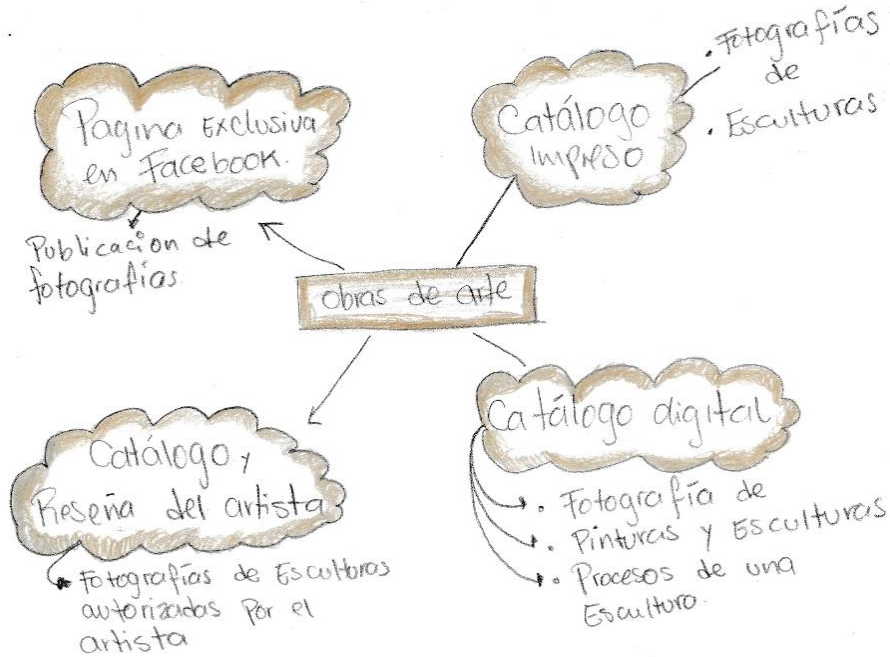 Pagina Exclusiva
en Facebook.
Publicacion de
fotografías
Catálogo
Impreso
. Fotografías
de
. Esculturas
obras de arte
Catálogo y
Reseña del artista
Fotografías de Esculturas
autorizadas Por el
artista
Catálogo digital
. Fotografía de
. Pinturas y Esculturas
. Procesos de una
Escultura.